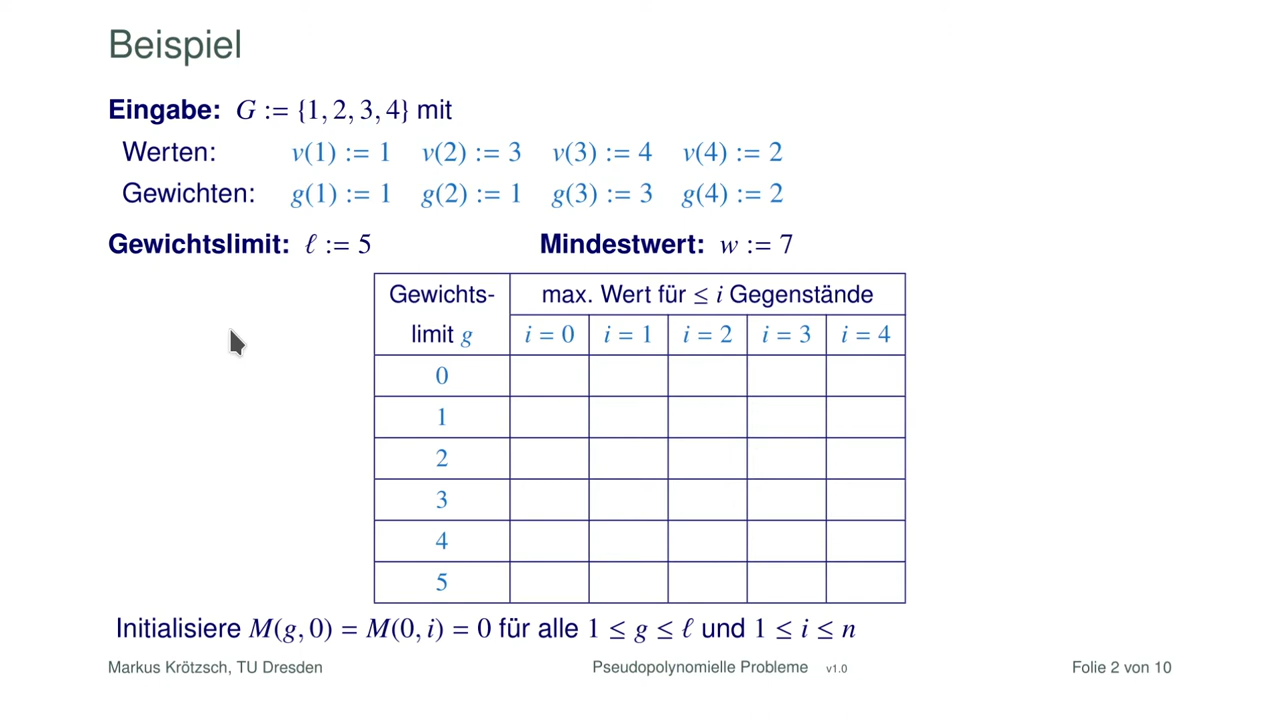 Beispiel
Eingabe: G := {1, 2, 3, 4} mit
Werten: v(1) := 1 v(2) := 3 v(3) := 4 v(4) := 2
Gewichten: g(1) := 1 g(2) := 1 g(3) := 3 g(4) := 2
Gewichtslimit: ℓ := 5 Mindestwert: w := 7
Gewichts- max. Wert für ≤ i Gegenstände
limit g i = 0 i = 1 i = 2 i = 3 i = 4
0
1
2
3
4
5
Initialisiere M(g, 0) = M(0, i) = 0 für alle 1 ≤ g ≤ ℓ und 1 ≤ i ≤ n
Markus Krötzsch, TU Dresden Pseudopolynomielle Probleme v1.0 Folie 2 von 10